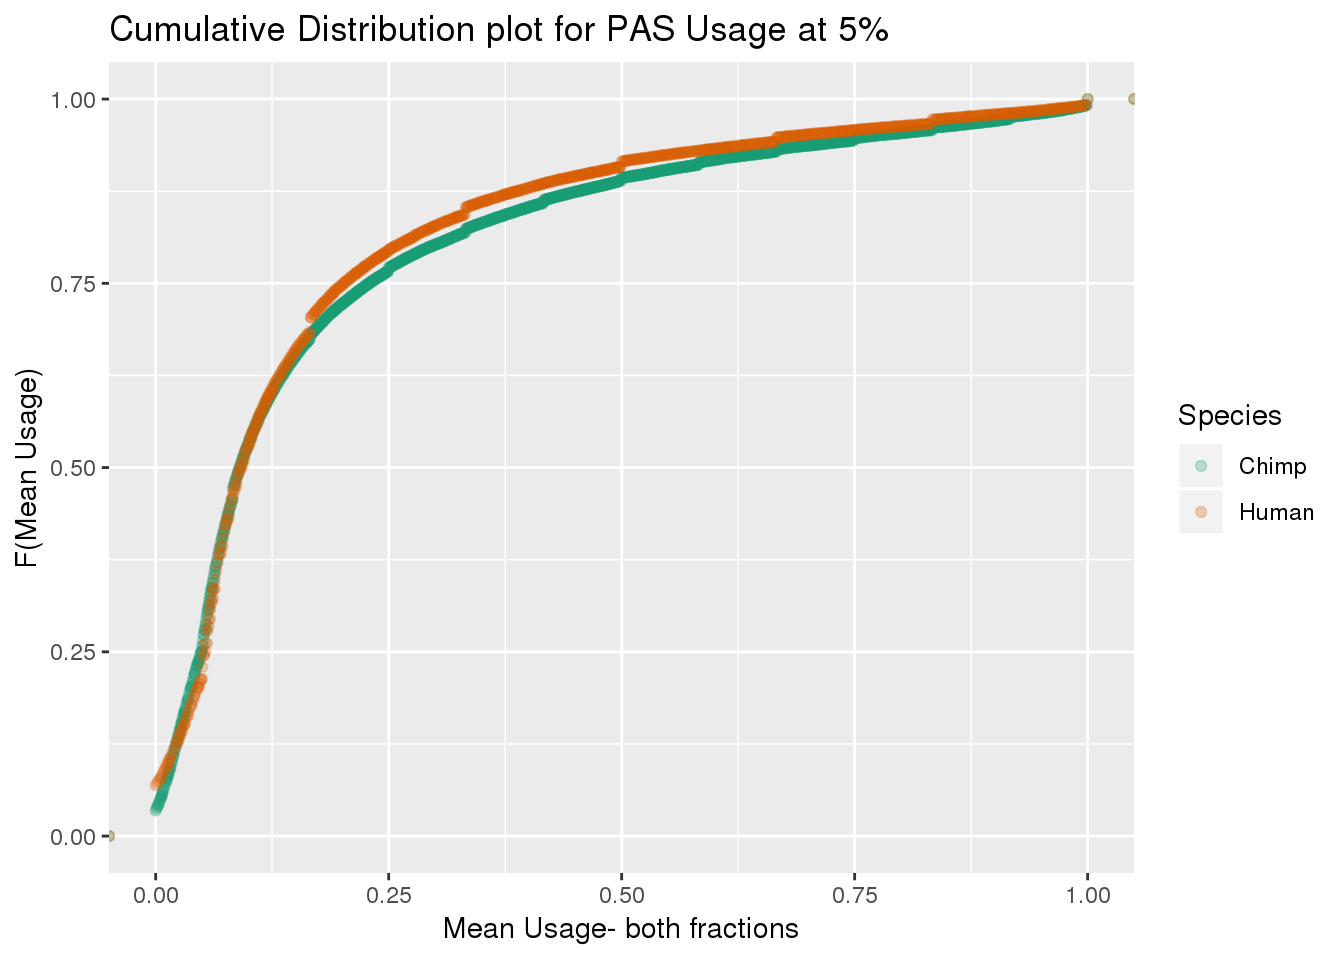 Cumulative Distribution plot for PAS Usage at 5%
1.00
0.75
0.50
0.25
0.00
F(Mean Usage)
0.00 0.25 0.50 0.75 1.00
Mean Usage- both fractions
Species
Chimp
Human